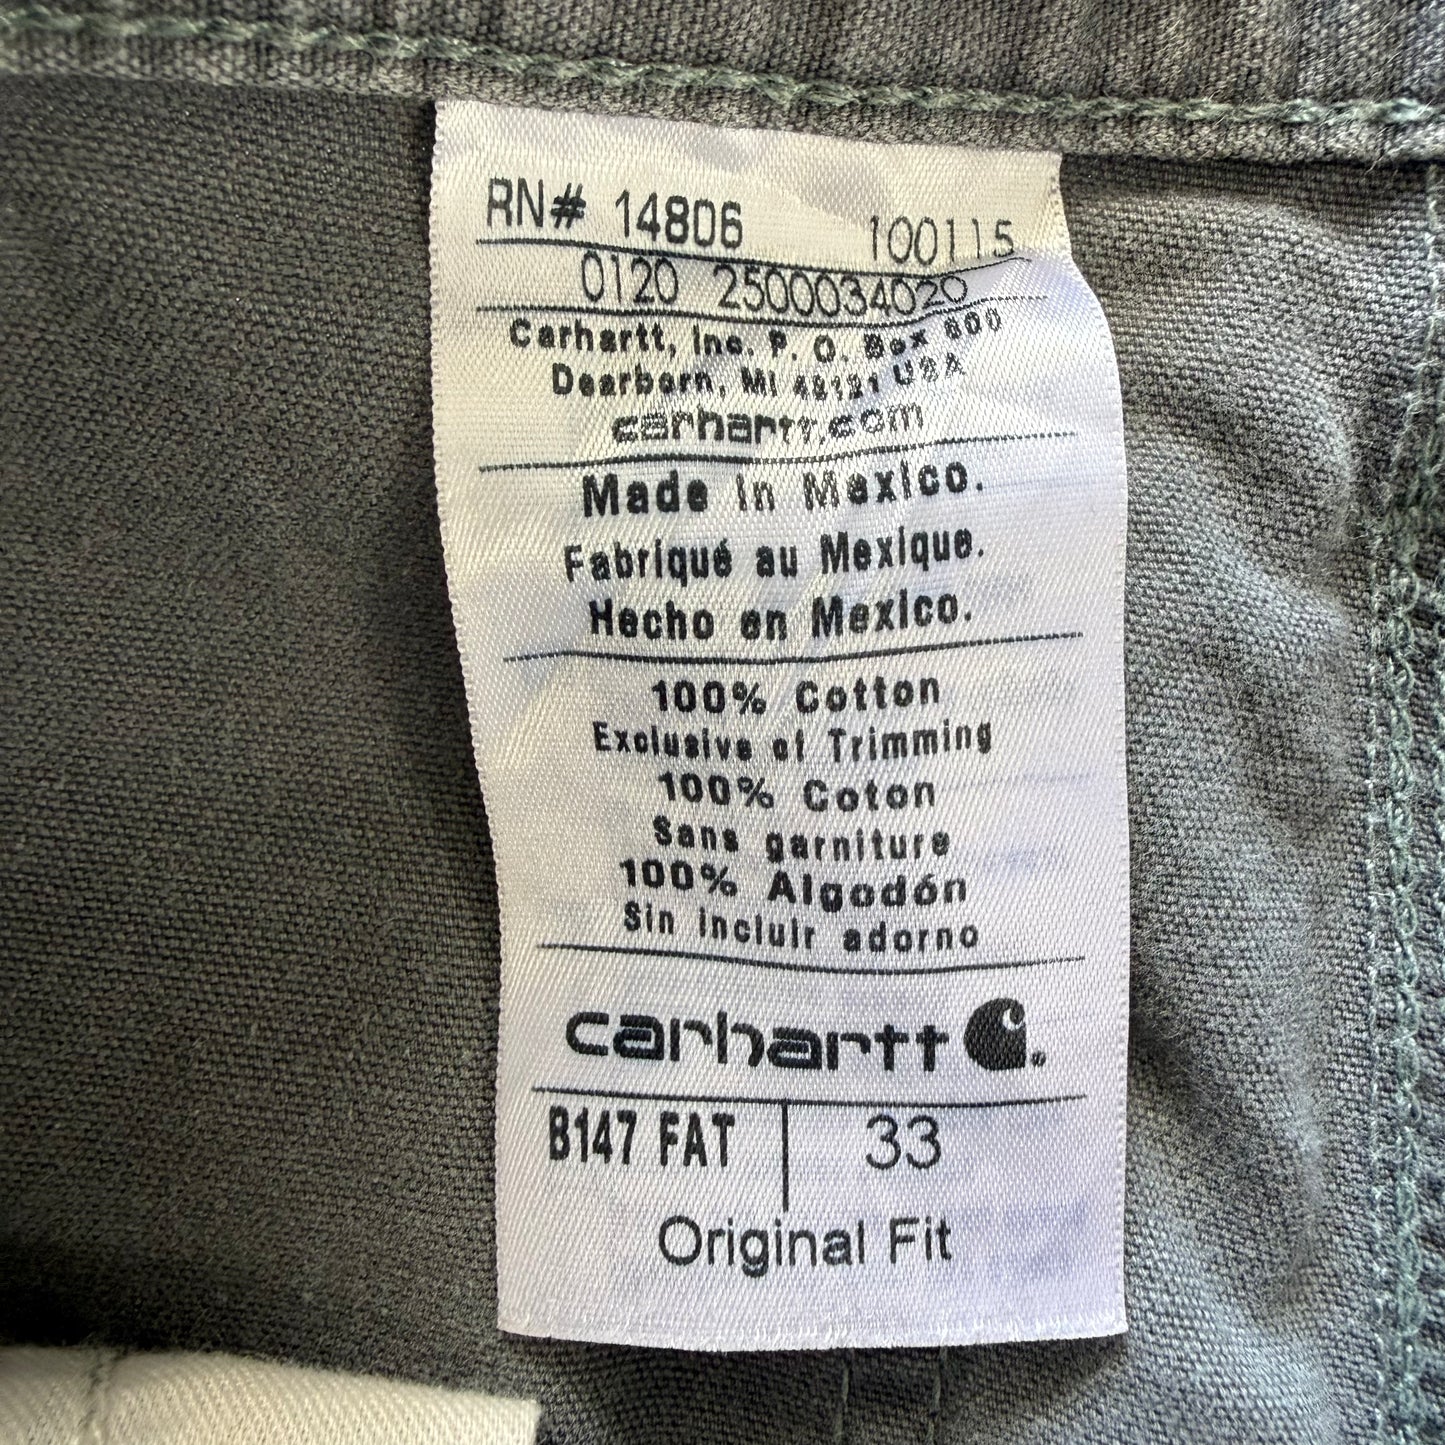 RN# 14806 100115
0120 2500034020
Carhartt, Inc. P. O. Box 600
Dearborn, MI 48121 USA
carhartt.com
Made in Mexico.
Fabriqué au Mexique.
Hecho en Mexico.
100% Cotton
Exclusive of Trimming
100% Coton
Sans garniture
100% Algodón
Sin incluir adorno
carhartt
B147 FAT 33
Original Fit